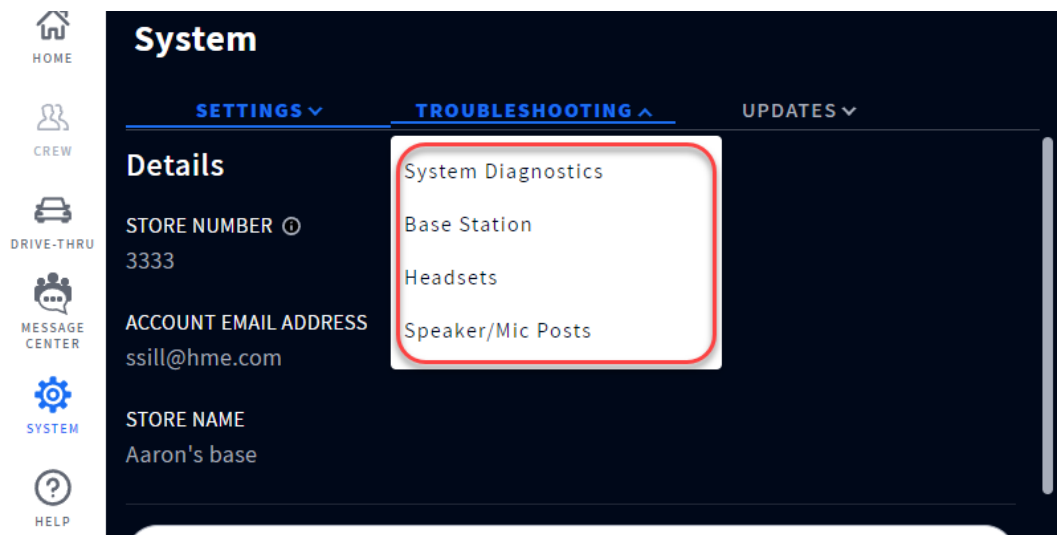 System
HOME
CREW
DRIVE-THRU
MESSAGE
CENTER
SYSTEM
HELP
SETTINGS
TROUBLESHOOTING
UPDATES
System Diagnostics
Base Station
Headsets
Speaker/Mic Posts
Details
STORE NUMBER
3333
ACCOUNT EMAIL ADDRESS
ssill@hme.com
STORE NAME
Aaron's base